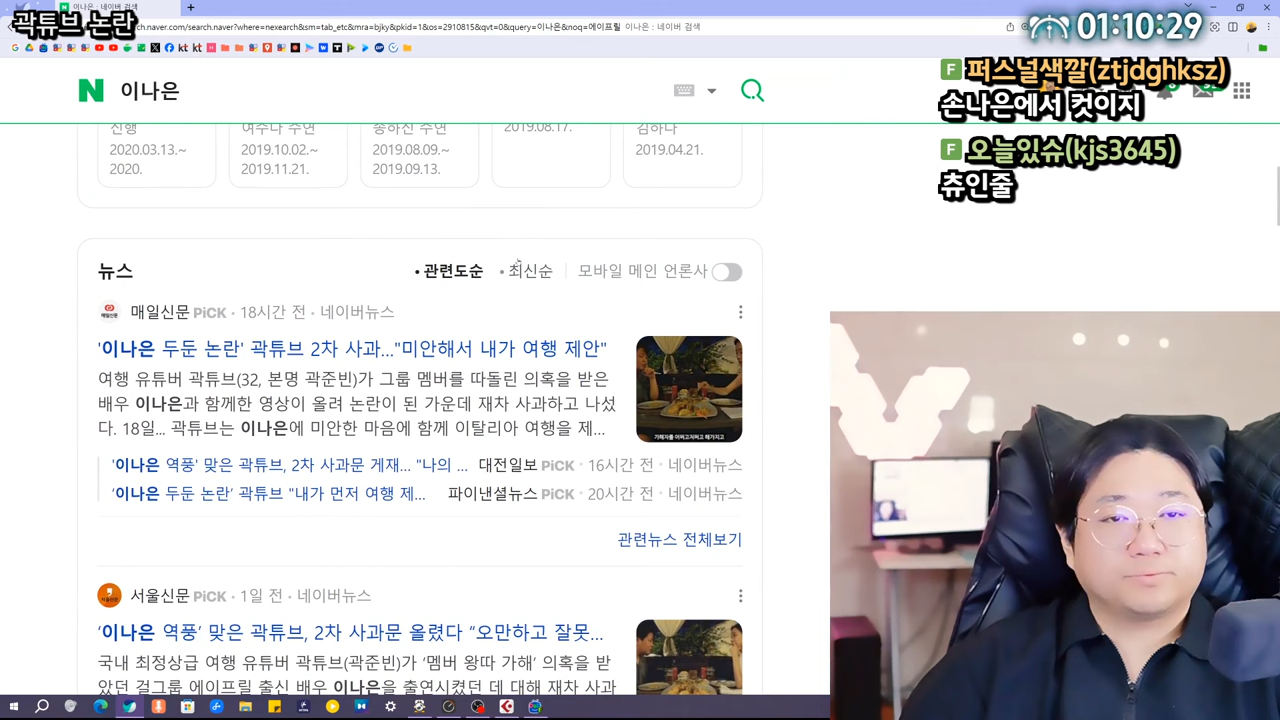 곽튜브 논란
이나은 : 네이버 검색
rch.naver.com/search.naver?where=nexearch&sm=tab_etc&mra=bjky&pkid=1&os=2910815&qvt=0&query=이나은&noq=에이프릴 이나은 : 네이버 검색
01:10:29
N 이나은
F 퍼스널색깔(ztjdghksz)
손나은에서 컷이지
F 오늘있슈(kjs3645)
츄인줄
진행
2020.03.13.~
2020.
여수나 수연
2019.10.02.~
2019.11.21.
송하진 수연
2019.08.09.~
2019.09.13.
2019.08.17.
김하나
2019.04.21.
뉴스
• 관련도순 • 최신순 모바일 메인 언론사
매일신문 PiCK · 18시간 전 · 네이버뉴스
'이나은 두둔 논란' 곽튜브 2차 사과..."미안해서 내가 여행 제안"
여행 유튜버 곽튜브(32, 본명 곽준빈)가 그룹 멤버를 따돌린 의혹을 받은
배우 이나은과 함께한 영상이 올려 논란이 된 가운데 재차 사과하고 나섰
다. 18일... 곽튜브는 이나은에 미안한 마음에 함께 이탈리아 여행을 제...
'이나은 역풍' 맞은 곽튜브, 2차 사과문 게재... "나의 ... 대전일보 PiCK · 16시간 전 · 네이버뉴스
‘이나은 두둔 논란’ 곽튜브 "내가 먼저 여행 제... 파이낸셜뉴스 PiCK · 20시간 전 · 네이버뉴스
관련뉴스 전체보기
서울신문 PiCK · 1일 전 · 네이버뉴스
‘이나은 역풍’ 맞은 곽튜브, 2차 사과문 올렸다 “오만하고 잘못...
국내 최정상급 여행 유튜버 곽튜브(곽준빈)가 ‘멤버 왕따 가해’ 의혹을 받
았던 걸그룹 에이프릴 출신 배우 이나은을 출연시켰던 데 대해 재차 사과